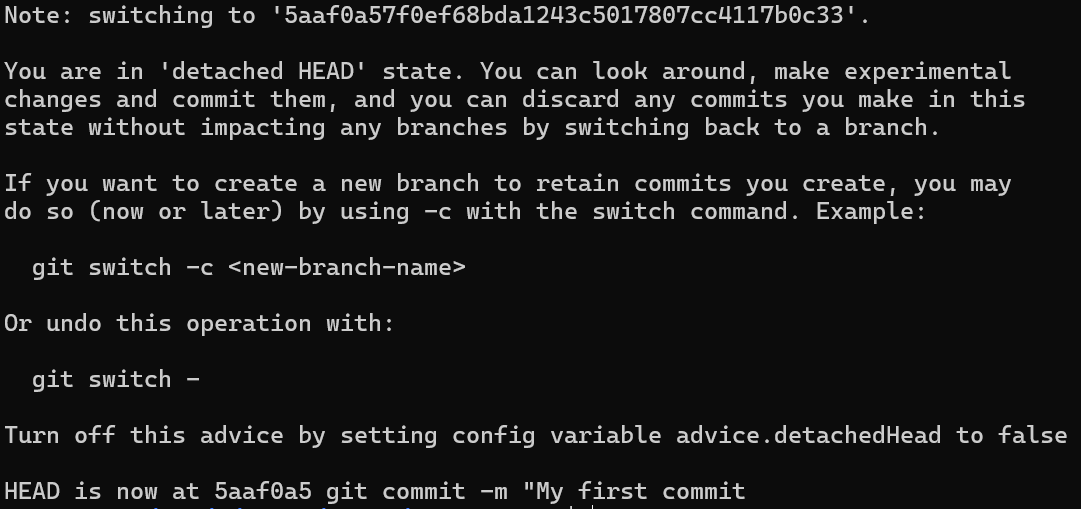 Note: switching to '5aaf0a57f0ef68bda1243c5017807cc4117b0c33'.
You are in 'detached HEAD' state. You can look around, make experimental
changes and commit them, and you can discard any commits you make in this
state without impacting any branches by switching back to a branch.
If you want to create a new branch to retain commits you create, you may
do so (now or later) by using -c with the switch command. Example:
git switch -c <new-branch-name>
Or undo this operation with:
git switch -
Turn off this advice by setting config variable advice.detachedHead to false
HEAD is now at 5aaf0a5 git commit -m "My first commit